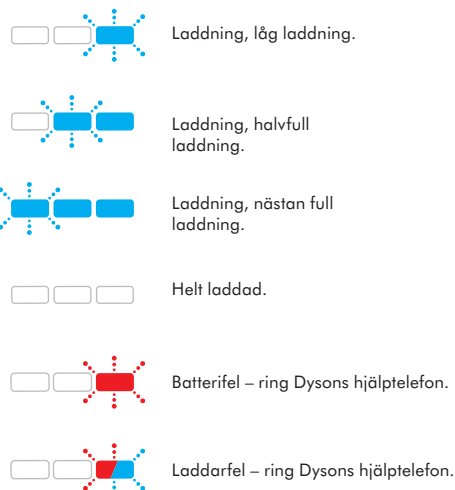 Laddning, låg laddning.
Laddning, halvfull
laddning.
Laddning, nästan full
laddning.
Helt laddad.
Batterifel – ring Dysons hjälptelefon.
Laddarfel – ring Dysons hjälptelefon.